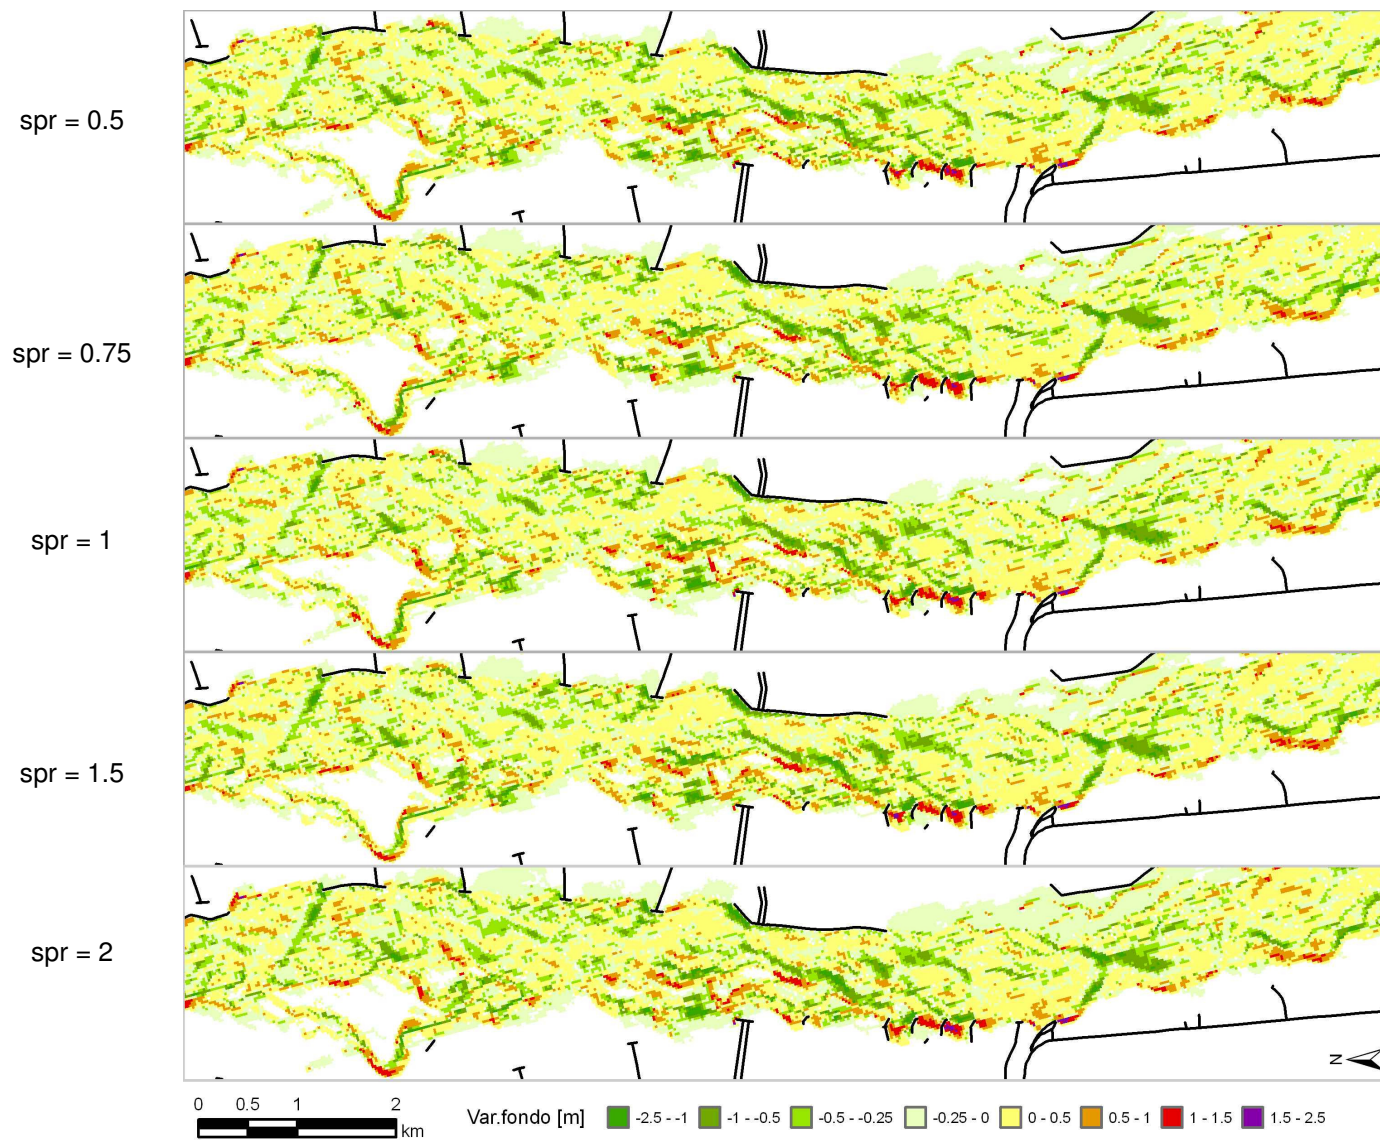 spr = 0.5
spr = 0.75
spr = 1
spr = 1.5
spr = 2
N
0 0.5 1 2 km
Var.fondo [m] -2.5 - -1 -1 - -0.5 -0.5 - -0.25 -0.25 - 0 0 - 0.5 0.5 - 1 1 - 1.5 1.5 - 2.5